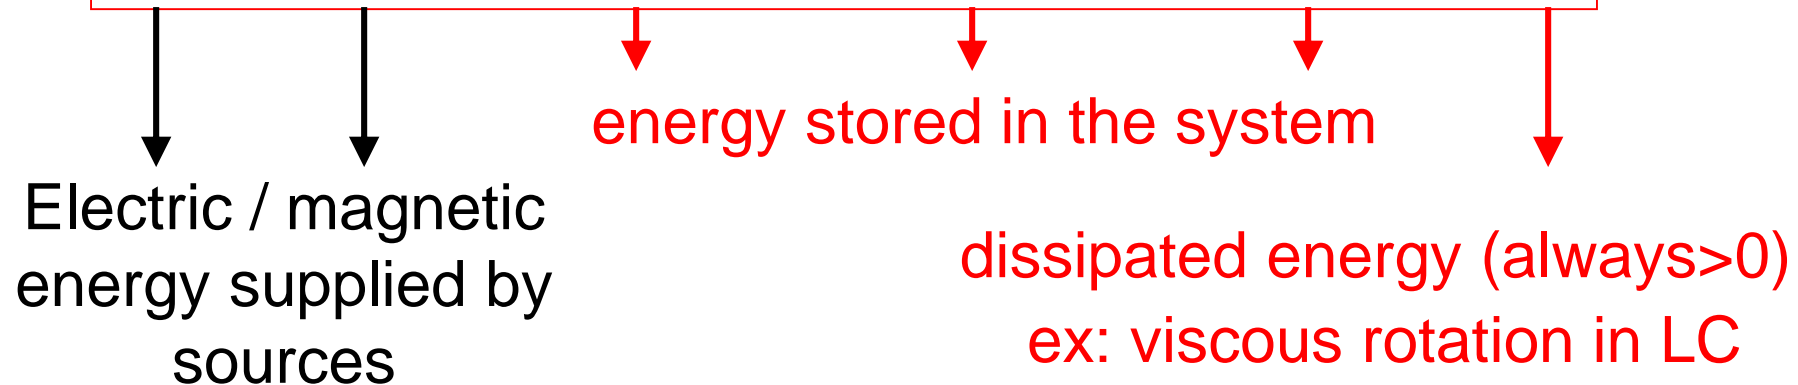 energy stored in the system
Electric / magnetic
energy supplied by
sources
dissipated energy (always>0)
ex: viscous rotation in LC